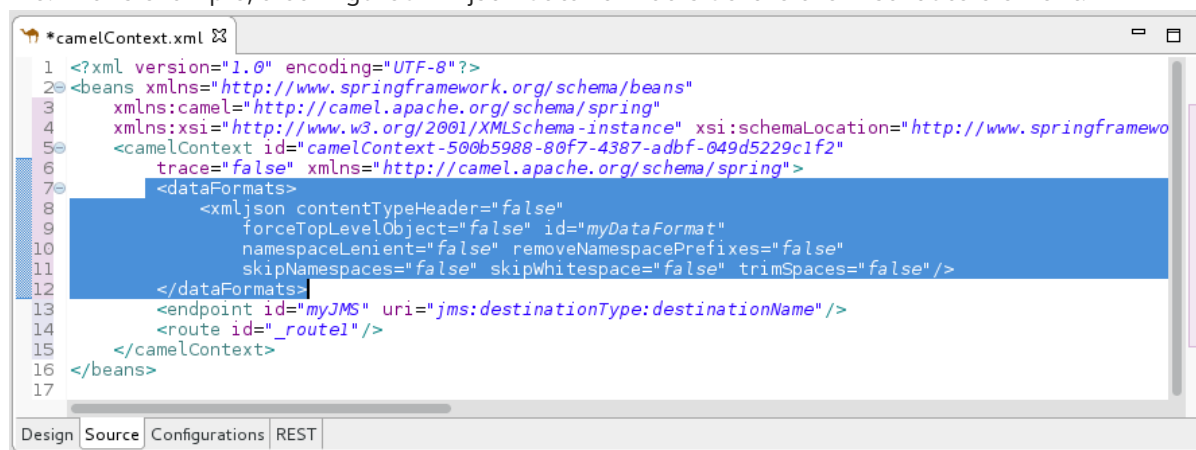 *camelContext.xml
1 <?xml version="1.0" encoding="UTF-8"?>
2 <beans xmlns="http://www.springframework.org/schema/beans"
3 xmlns:camel="http://camel.apache.org/schema/spring"
4 xmlns:xsi="http://www.w3.org/2001/XMLSchema-instance" xsi:schemaLocation="http://www.springframewo
5 <camelContext id="camelContext-500b5988-80f7-4387-adbf-049d5229c1f2"
6 trace="false" xmlns="http://camel.apache.org/schema/spring">
7 <dataFormats>
8 <xmljson contentTypeHeader="false"
9 forceTopLevelObject="false" id="myDataFormat"
10 namespaceLenient="false" removeNamespacePrefixes="false"
11 skipNamespaces="false" skipWhitespace="false" trimSpaces="false"/>
12 </dataFormats>
13 <endpoint id="myJMS" uri="jms:destinationType:destinationName"/>
14 <route id="_route1"/>
15 </camelContext>
16 </beans>
17
Design Source Configurations REST